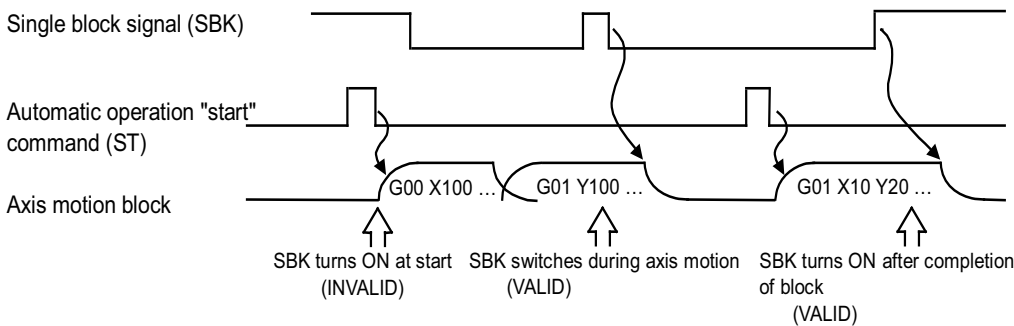 Single block signal (SBK)
Automatic operation "start"
command (ST)
G00 X100 ...
G01 Y100 ...
G01 X10 Y20 ...
Axis motion block
SBK turns ON at start
(INVALID)
SBK switches during axis motion
(VALID)
SBK turns ON after completion
of block
(VALID)